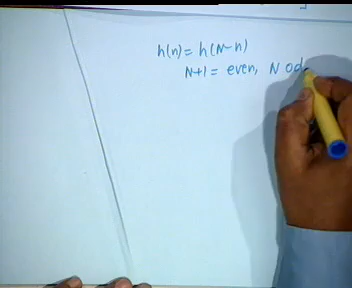 h(n) = h(N-n)
N+1 = even, N od